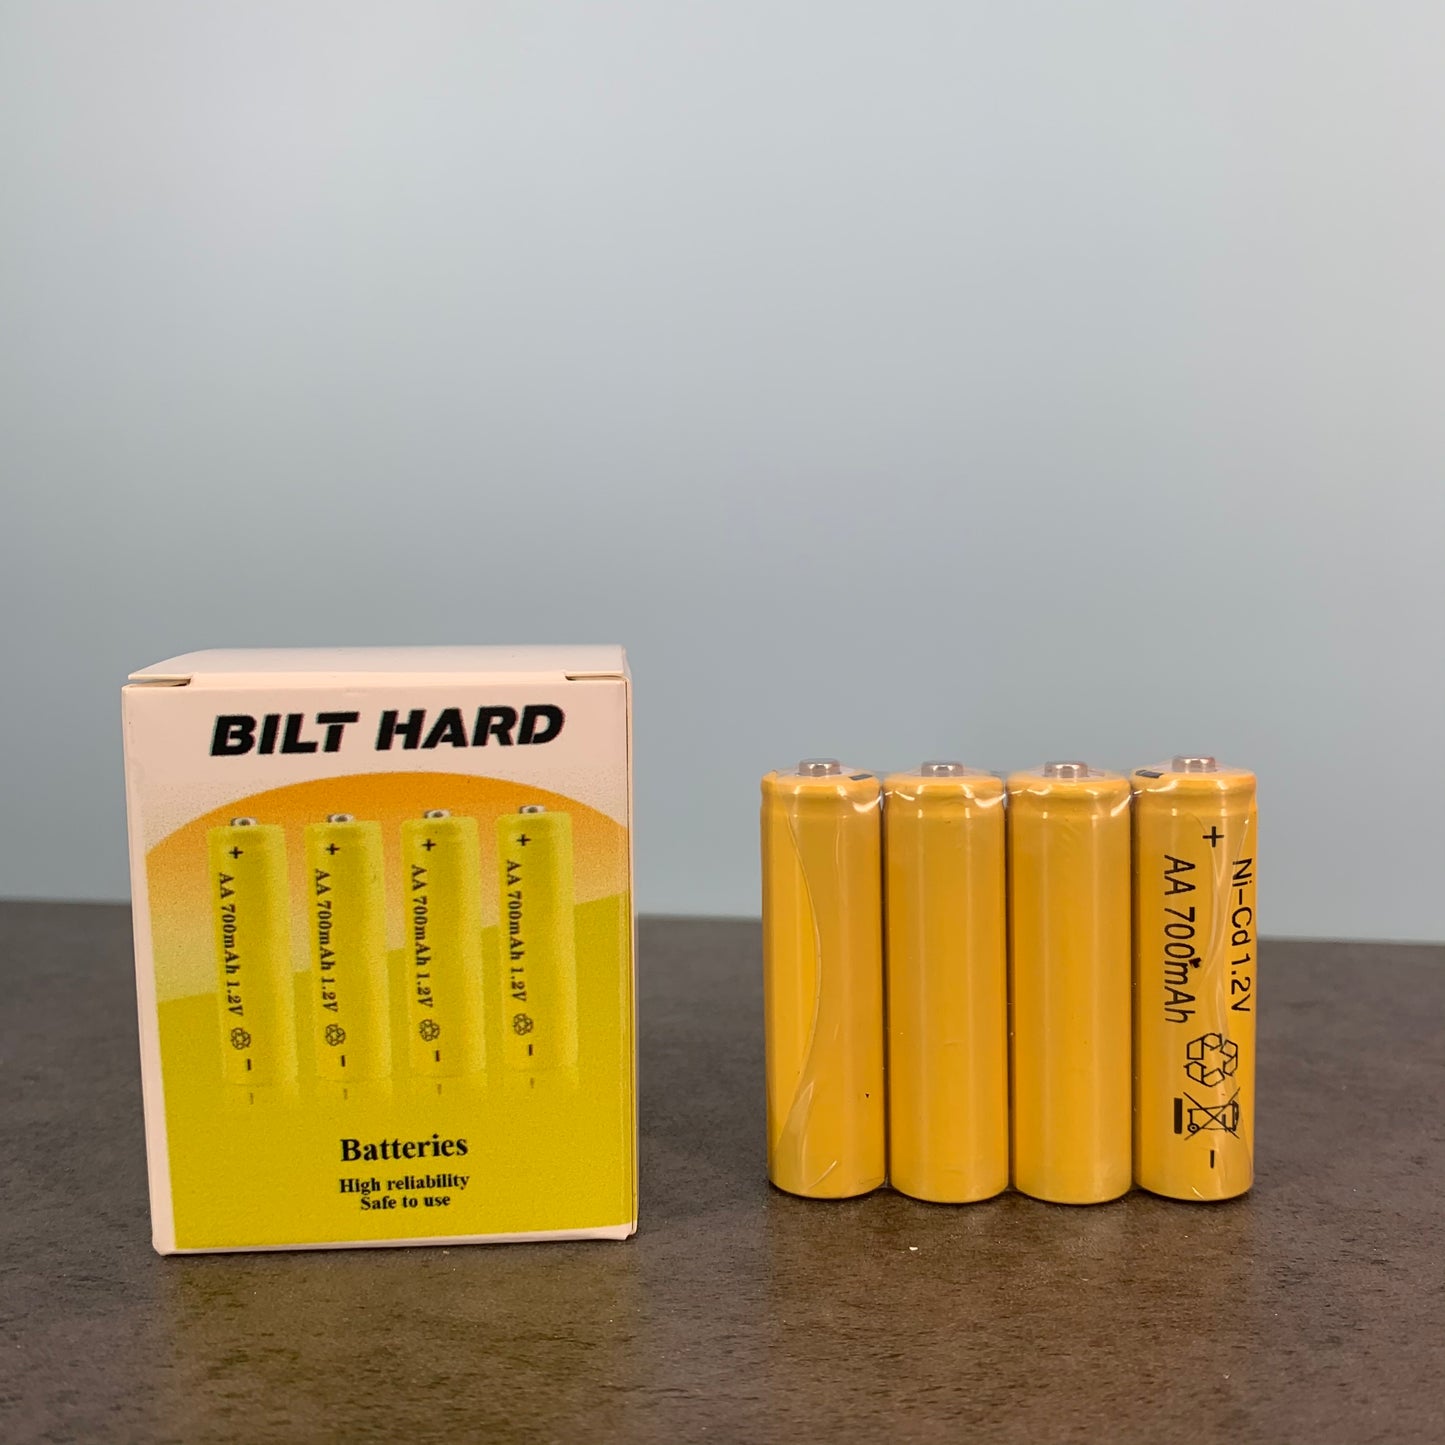 BILT HARD
+ AA 700mAh 1.2V -
+ AA 700mAh 1.2V -
+ AA 700mAh 1.2V -
+ AA 700mAh 1.2V -
Batteries
High reliability
Safe to use
+ Ni-Cd 1.2V
AA 700mAh -